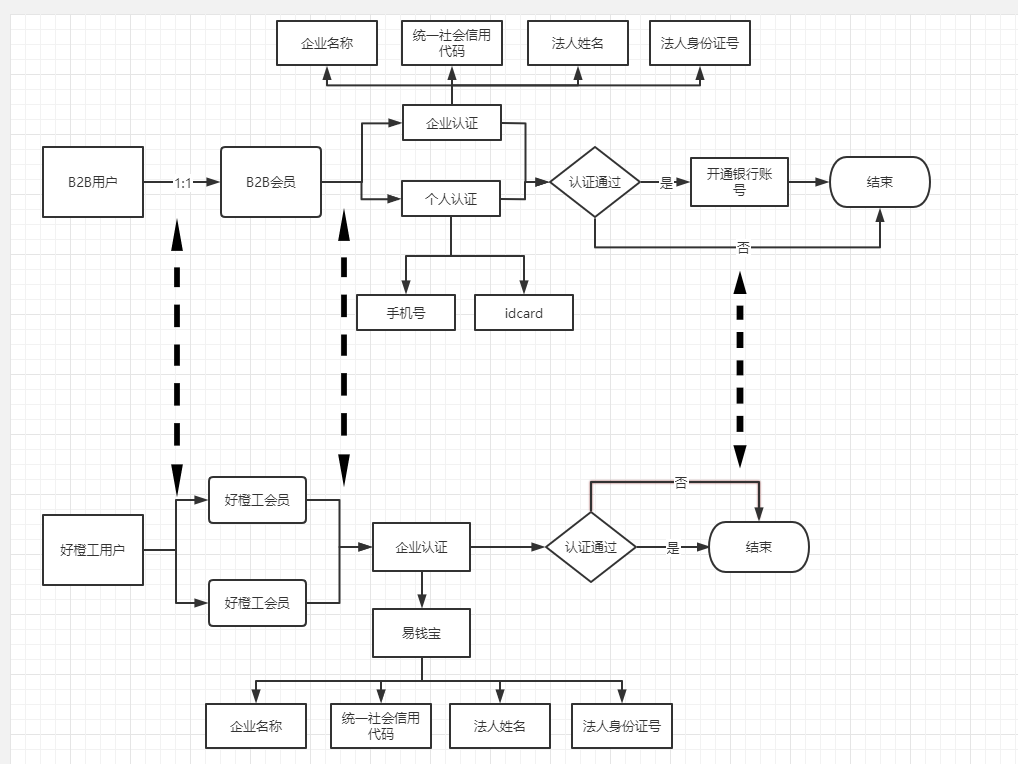 企业名称
统一社会信用
代码
法人姓名
法人身份证号
企业认证
B2B用户
1:1
B2B会员
个人认证
认证通过
是
开通银行账
号
结束
否
手机号
idcard
好橙工用户
好橙工会员
好橙工会员
企业认证
认证通过
否
是
结束
易钱宝
企业名称
统一社会信用
代码
法人姓名
法人身份证号